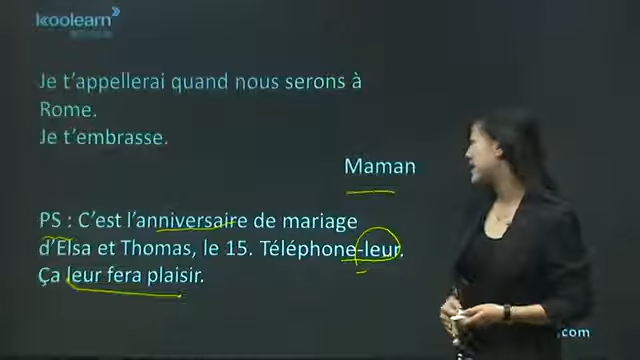 koolearn
Je t'appellerai quand nous serons à
Rome.
Je t'embrasse.
Maman
PS : C'est l'anniversaire de mariage
d'Elsa et Thomas, le 15. Téléphone-leur.
Ça leur fera plaisir.
.com